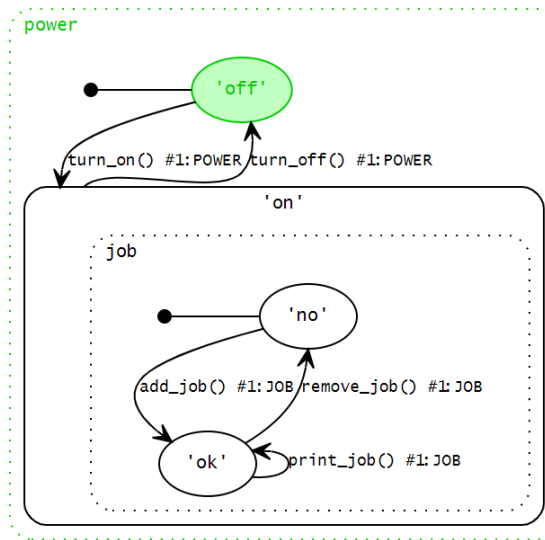 power
'off'
turn_on() #1:POWER turn_off() #1:POWER
'on'
job
'no'
add_job() #1:JOB remove_job() #1:JOB
'ok'
print_job() #1:JOB